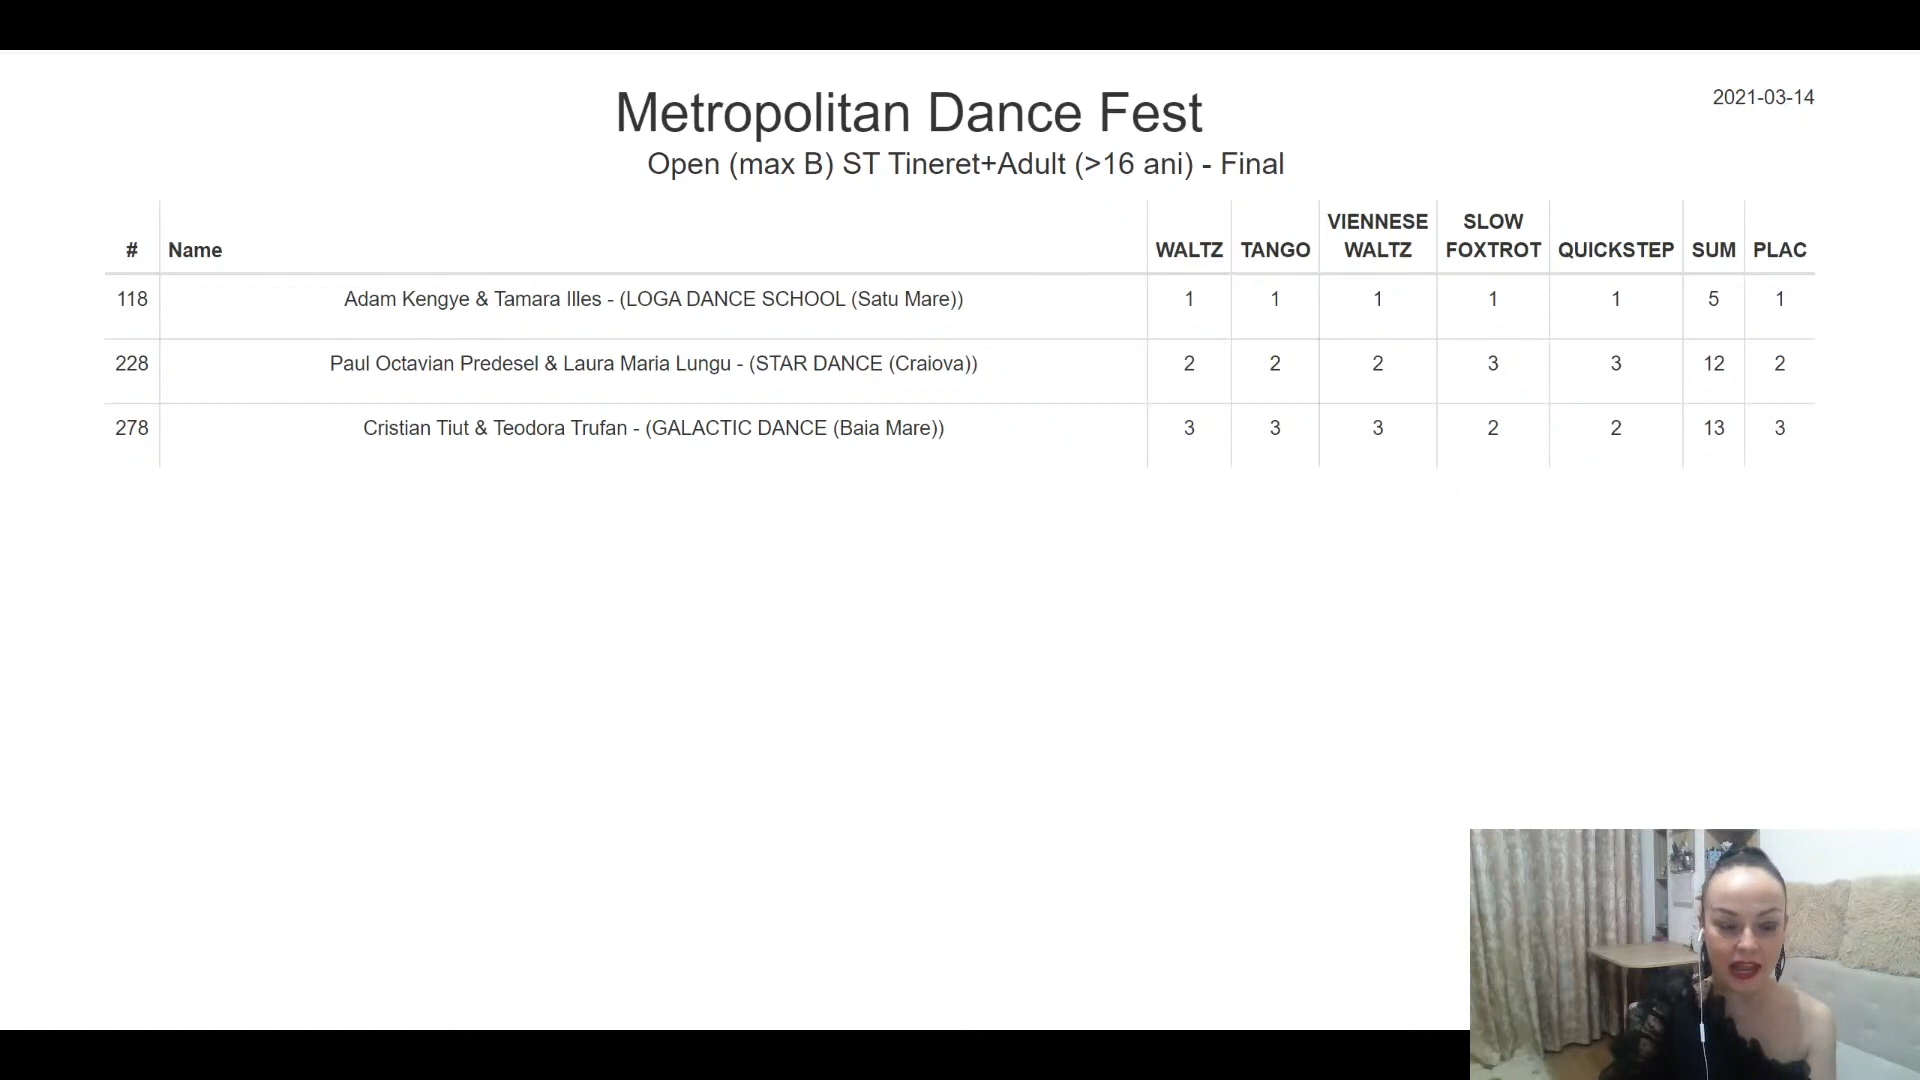 Metropolitan Dance Fest
2021-03-14
Open (max B) ST Tineret+Adult (>16 ani) - Final
# Name WALTZ TANGO VIENNESE WALTZ SLOW FOXTROT QUICKSTEP SUM PLAC
118 Adam Kengye & Tamara Illes - (LOGA DANCE SCHOOL (Satu Mare)) 1 1 1 1 1 5 1
228 Paul Octavian Predesel & Laura Maria Lungu - (STAR DANCE (Craiova)) 2 2 2 3 3 12 2
278 Cristian Tiut & Teodora Trufan - (GALACTIC DANCE (Baia Mare)) 3 3 3 2 2 13 3